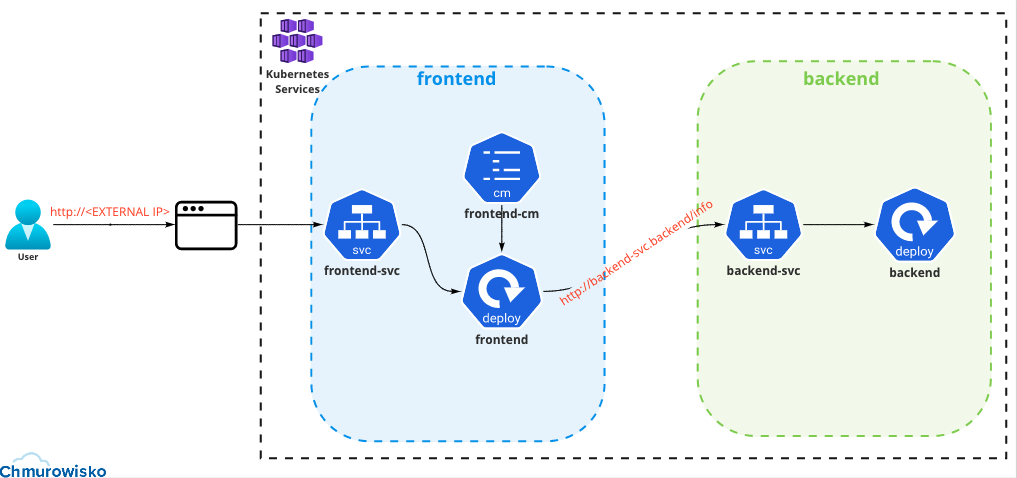 Kubernetes
Services
frontend
backend
cm
frontend-cm
http://<EXTERNAL IP>
User
svc
frontend-svc
deploy
frontend
http://backend-svc.backend/info
svc
backend-svc
deploy
backend
Chmurowisko